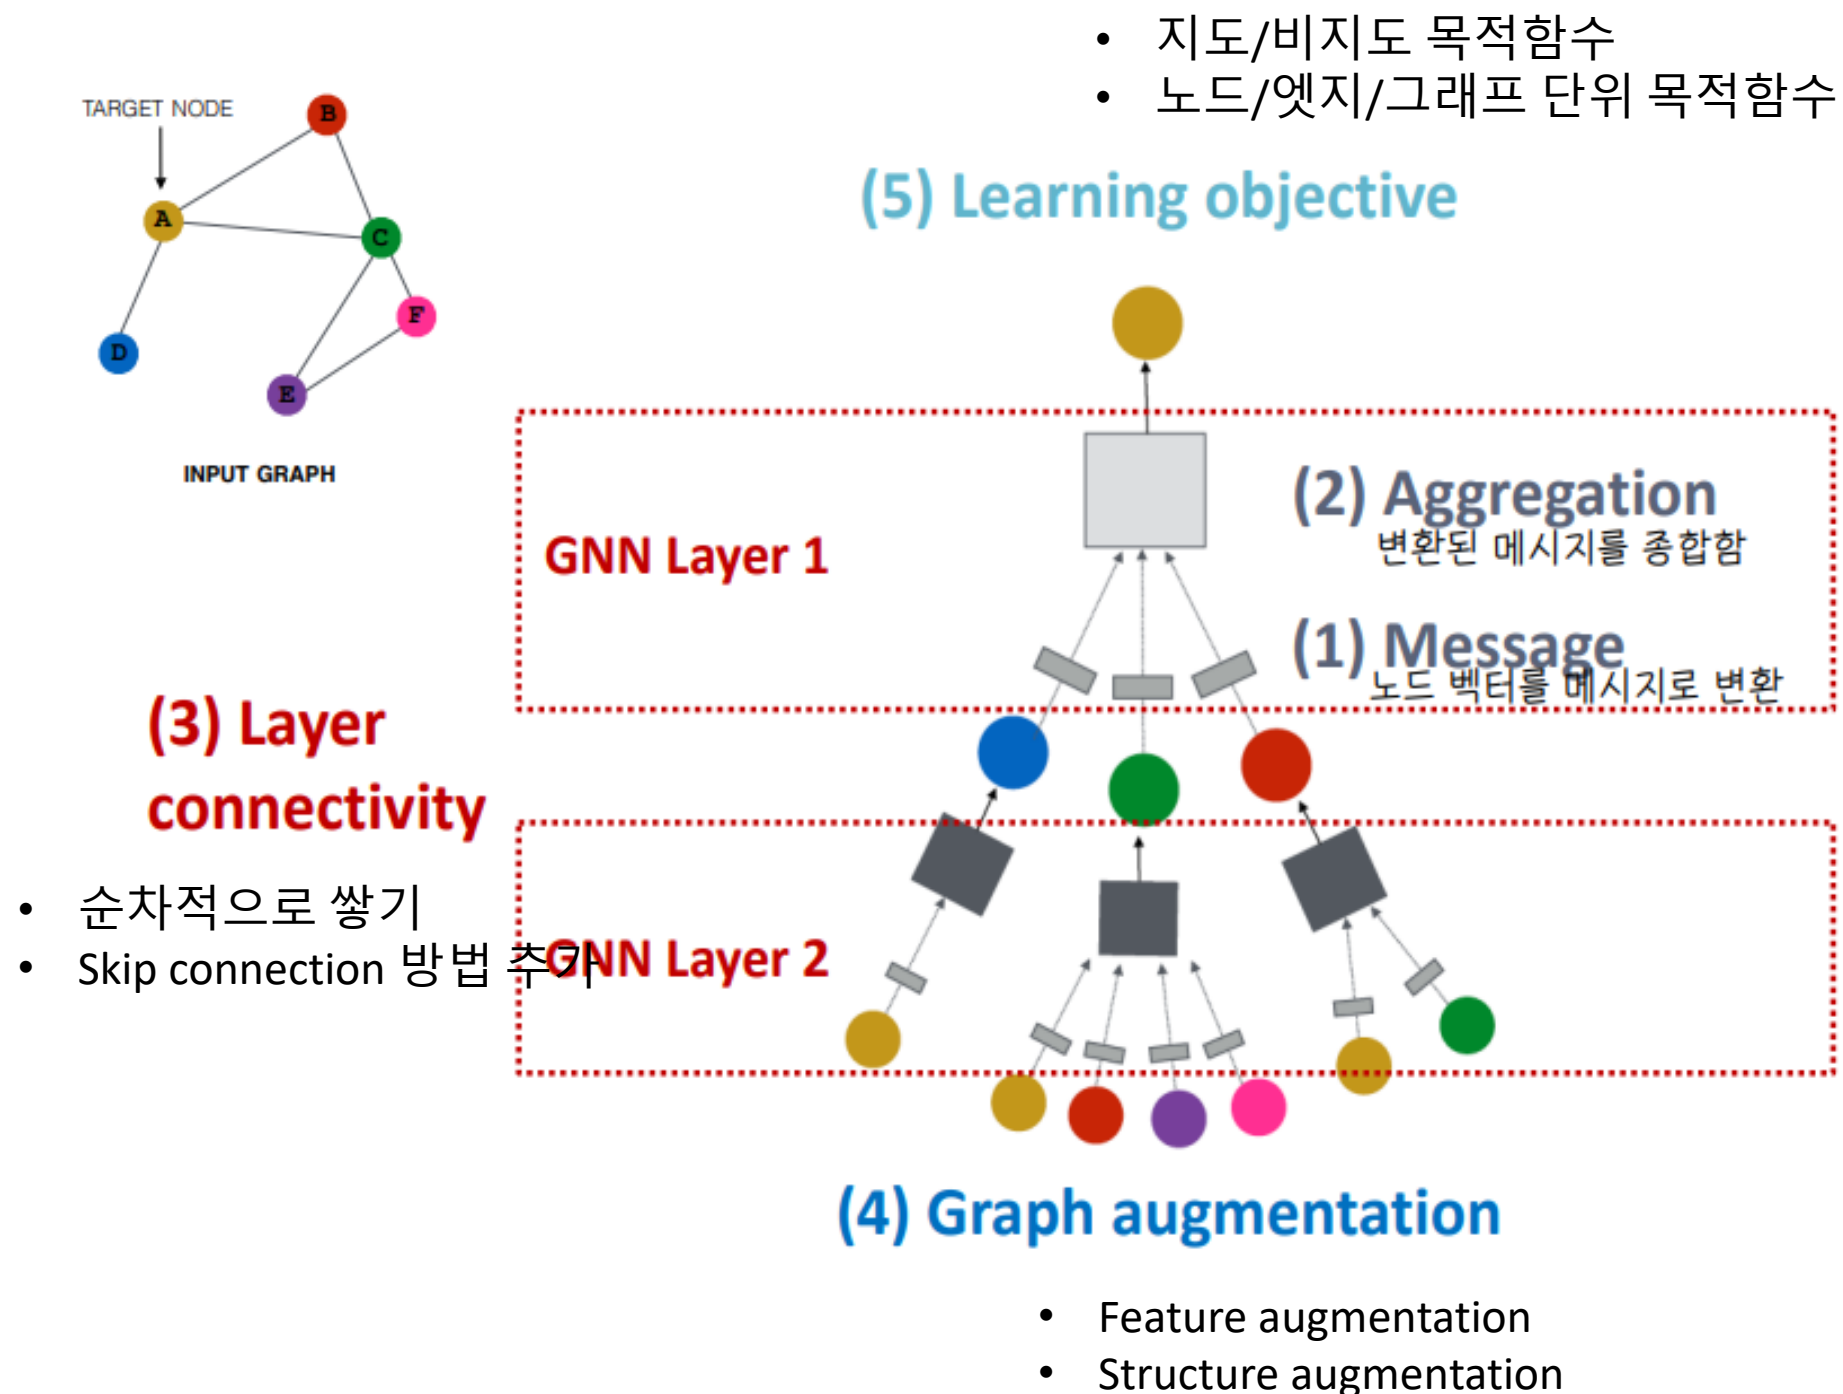 • 지도/비지도 목적함수
• 노드/엣지/그래프 단위 목적함수
TARGET NODE
B
A
C
F
D
E
INPUT GRAPH
(5) Learning objective
GNN Layer 1
(2) Aggregation
변환된 메시지를 종합함
(1) Message
노드 벡터를 메시지로 변환
(3) Layer
connectivity
• 순차적으로 쌓기
• Skip connection 방법 추가
GNN Layer 2
(4) Graph augmentation
• Feature augmentation
• Structure augmentation